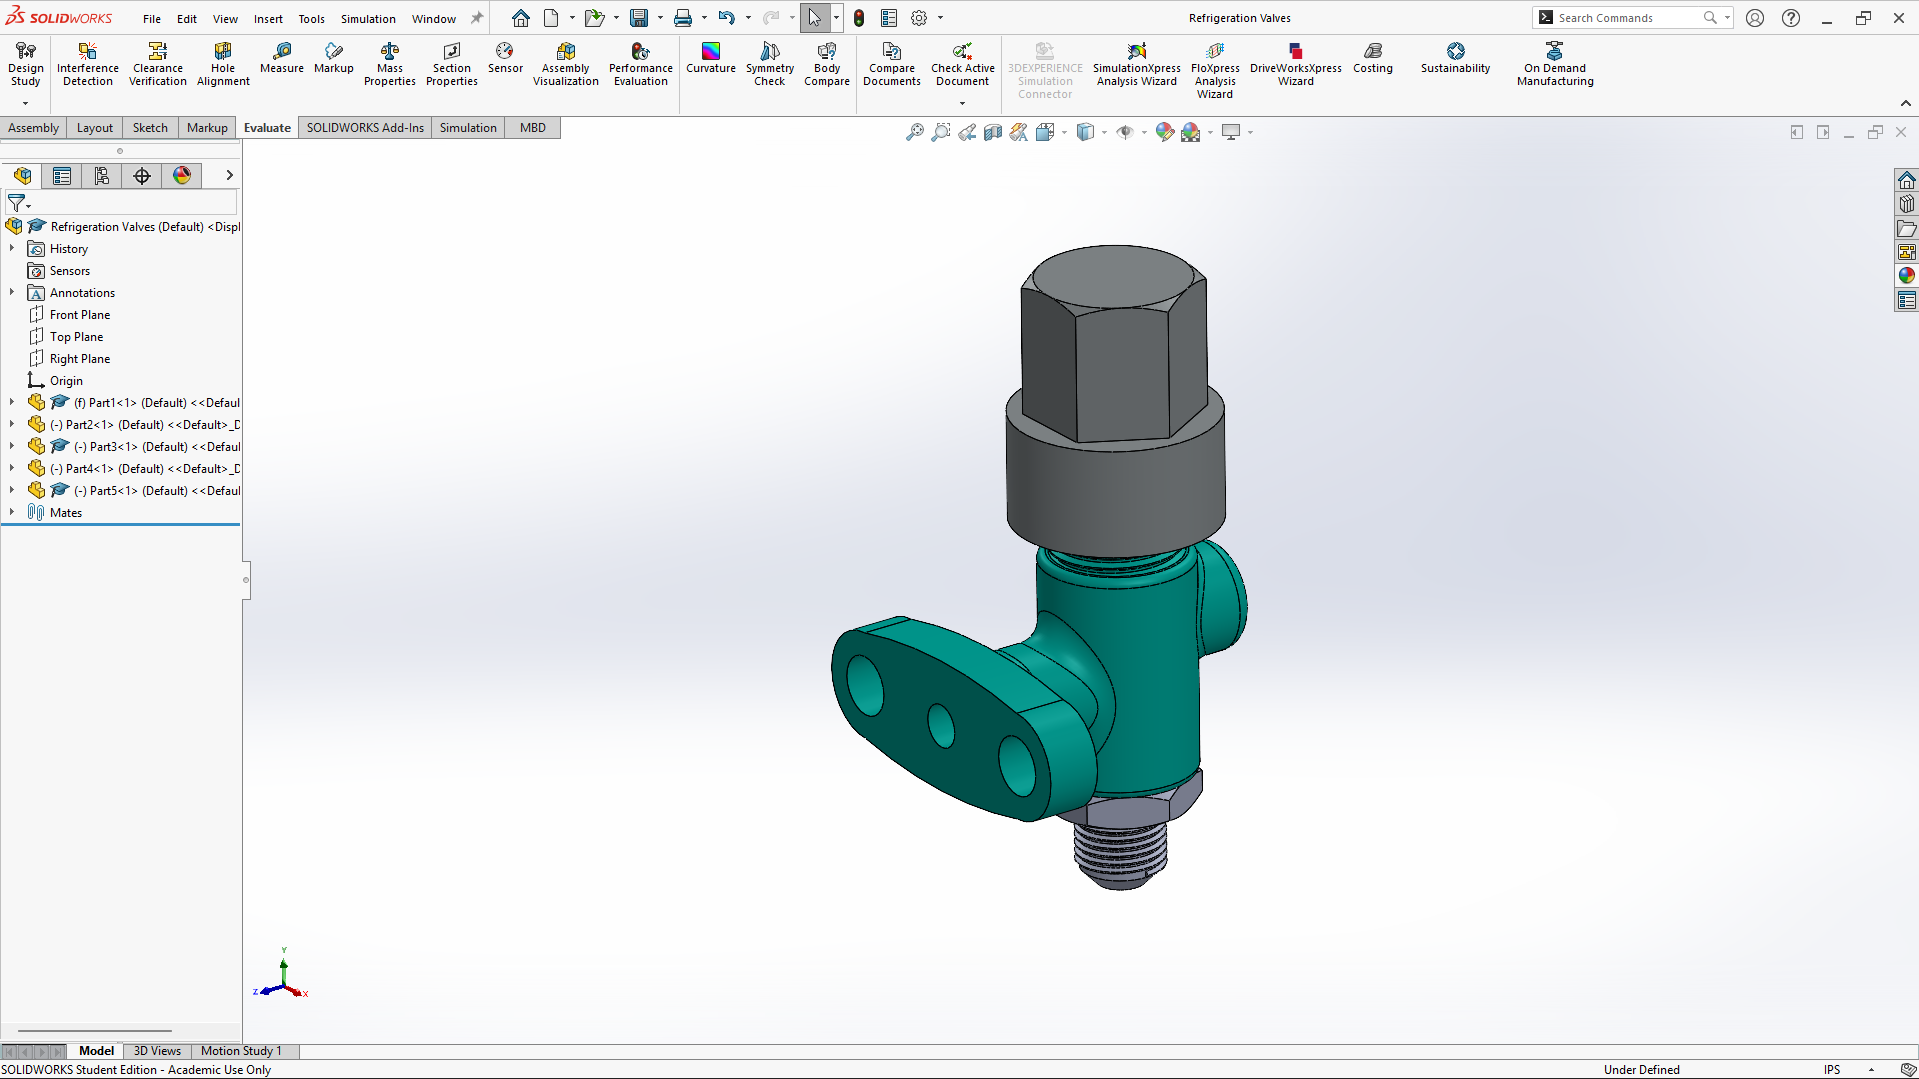 SOLIDWORKS File Edit View Insert Tools Simulation Window
Refrigeration Valves
Search Commands
Design Study
Interference Detection
Clearance Verification
Hole Alignment
Measure
Markup
Mass Properties
Section Properties
Sensor
Assembly Visualization
Performance Evaluation
Curvature
Symmetry Check
Body Compare
Compare Documents
Check Active Document
3DEXPERIENCE Simulation Connector
SimulationXpress Analysis Wizard
FloXpress Analysis Wizard
DriveWorksXpress Wizard
Costing
Sustainability
On Demand Manufacturing
Assembly Layout Sketch Markup Evaluate SOLIDWORKS Add-Ins Simulation MBD
Refrigeration Valves (Default) <Displ
History
Sensors
Annotations
Front Plane
Top Plane
Right Plane
Origin
(f) Part1<1> (Default) <<Defaul
(-) Part2<1> (Default) <<Default>_D
(-) Part3<1> (Default) <<Defaul
(-) Part4<1> (Default) <<Default>_D
(-) Part5<1> (Default) <<Defaul
Mates
Y
Z
X
Model 3D Views Motion Study 1
SOLIDWORKS Student Edition - Academic Use Only
Under Defined
IPS